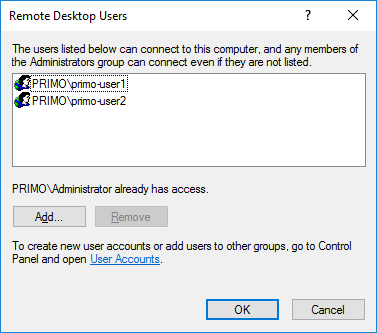 Remote Desktop Users
The users listed below can connect to this computer, and any members of
the Administrators group can connect even if they are not listed.
PRIMO\primo-user1
PRIMO\primo-user2
PRIMO\Administrator already has access.
Add... Remove
To create new user accounts or add users to other groups, go to Control
Panel and open User Accounts.
OK Cancel